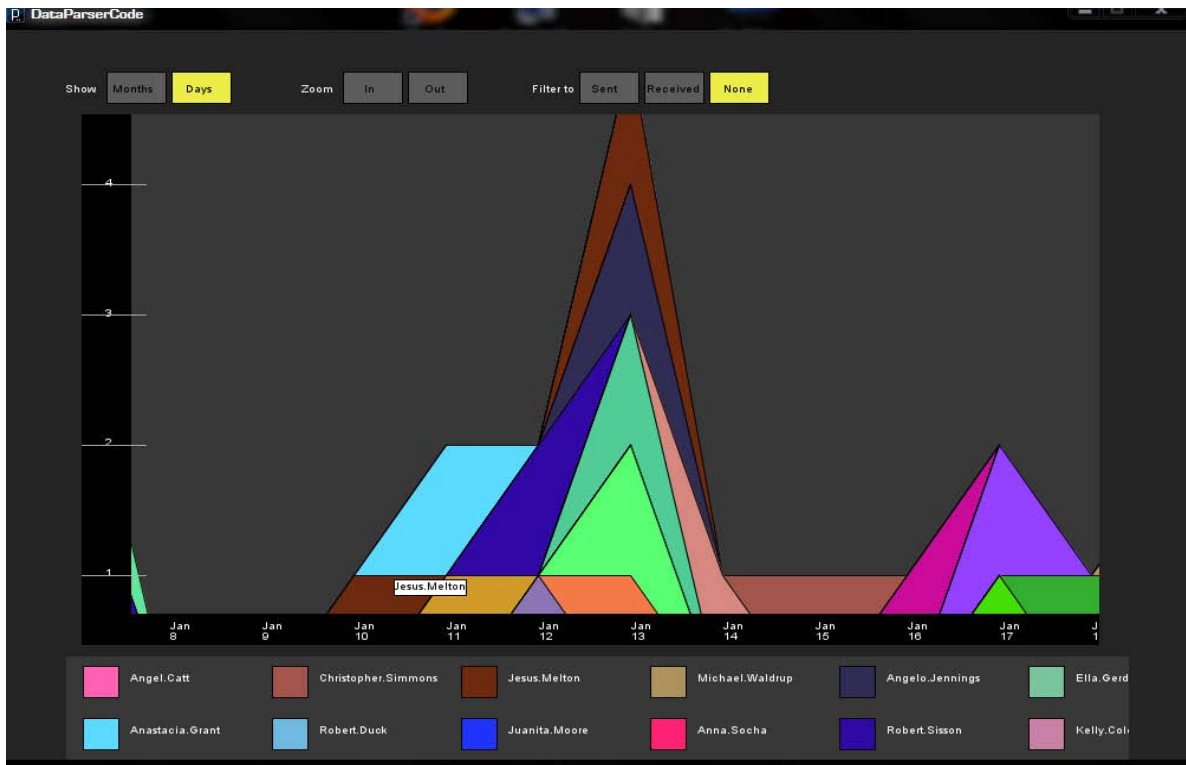 DataParserCode
Show Months Days Zoom In Out Filter to Sent Received None
4
3
2
1
Jesus.Melton
Jan 8
Jan 9
Jan 10
Jan 11
Jan 12
Jan 13
Jan 14
Jan 15
Jan 16
Jan 17
J 1
Angel.Catt Christopher.Simmons Jesus.Melton Michael.Waldrup Angelo.Jennings Ella.Gerd
Anastacia.Grant Robert.Duck Juanita.Moore Anna.Socha Robert.Sisson